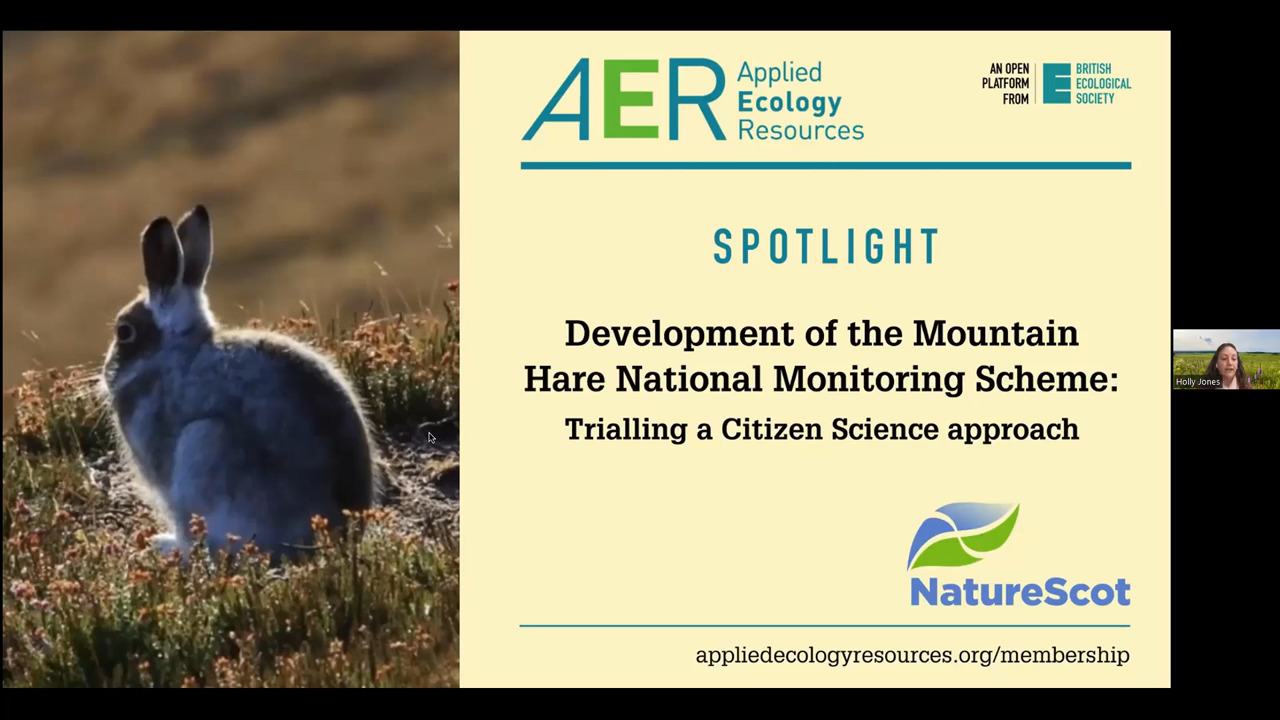 AER Applied
Ecology
Resources
AN OPEN
PLATFORM
FROM
BRITISH
ECOLOGICAL
SOCIETY
SPOTLIGHT
Development of the Mountain
Hare National Monitoring Scheme:
Trialling a Citizen Science approach
NatureScot
appliedecologyresources.org/membership
Holly Jones